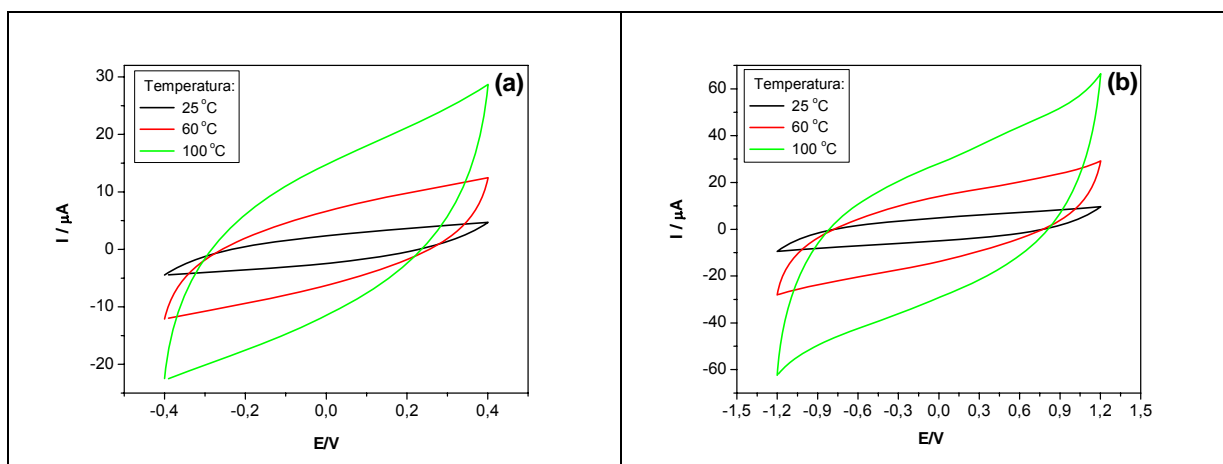 (a)
Temperatura:
25 °C
60 °C
100 °C
30
20
10
0
-10
-20
I / µA
-0,4 -0,2 0,0 0,2 0,4
E/V
(b)
Temperatura:
25 °C
60 °C
100 °C
60
40
20
0
-20
-40
-60
I / µA
-1,5 -1,2 -0,9 -0,6 -0,3 0,0 0,3 0,6 0,9 1,2 1,5
E/V